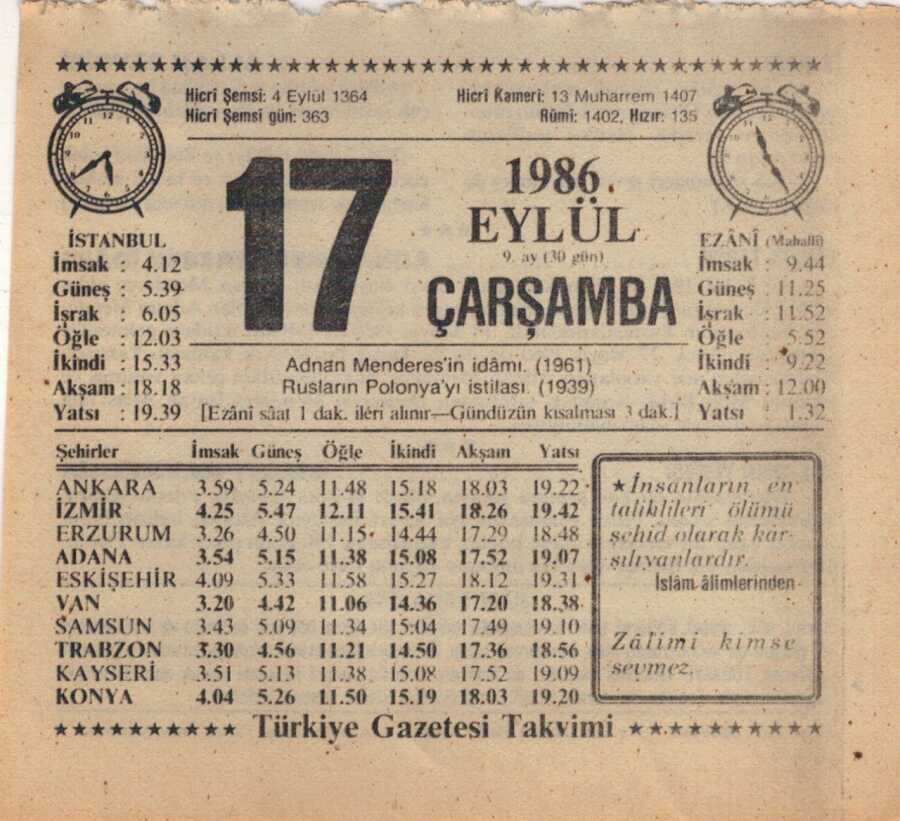 Hicrî Şemsi: 4 Eylül 1364
Hicrî Şemsi gün: 363
Hicrî Kameri: 13 Muharrem 1407
Rûmi: 1402, Hızır: 135
17
1986
EYLÜL
9. ay (30 gün)
ÇARŞAMBA
İSTANBUL
İmsak : 4.12
Güneş : 5.39
İşrak : 6.05
Öğle : 12.03
İkindi : 15.33
Akşam : 18.18
Yatsı : 19.39
EZÂNÎ (Mahallî)
İmsak : 9.44
Güneş : 11.25
İşrak : 11.52
Öğle : 5.52
İkindi : 9.22
Akşam : 12.00
Yatsı : 1.32
Adnan Menderes'in idâmı. (1961)
Rusların Polonya'yı istilası. (1939)
[Ezânî sâat 1 dak. ileri alınır—Gündüzün kısalması 3 dak.]
Şehirler İmsak Güneş Öğle İkindi Akşam Yatsı
ANKARA 3.59 5.24 11.48 15.18 18.03 19.22
İZMİR 4.25 5.47 12.11 15.41 18.26 19.42
ERZURUM 3.26 4.50 11.15 14.44 17.29 18.48
ADANA 3.54 5.15 11.38 15.08 17.52 19.07
ESKİŞEHİR 4.09 5.33 11.58 15.27 18.12 19.31
VAN 3.20 4.42 11.06 14.36 17.20 18.38
SAMSUN 3.43 5.09 11.34 15.04 17.49 19.10
TRABZON 3.30 4.56 11.21 14.50 17.36 18.56
KAYSERİ 3.51 5.13 11.38 15.08 17.52 19.09
KONYA 4.04 5.26 11.50 15.19 18.03 19.20
★ İnsanların en
taliklileri ölümü
şehid olarak kar-
şılıyanlardır.
İslâm âlimlerinden
Zâlimi kimse
sevmez.
Türkiye Gazetesi Takvimi